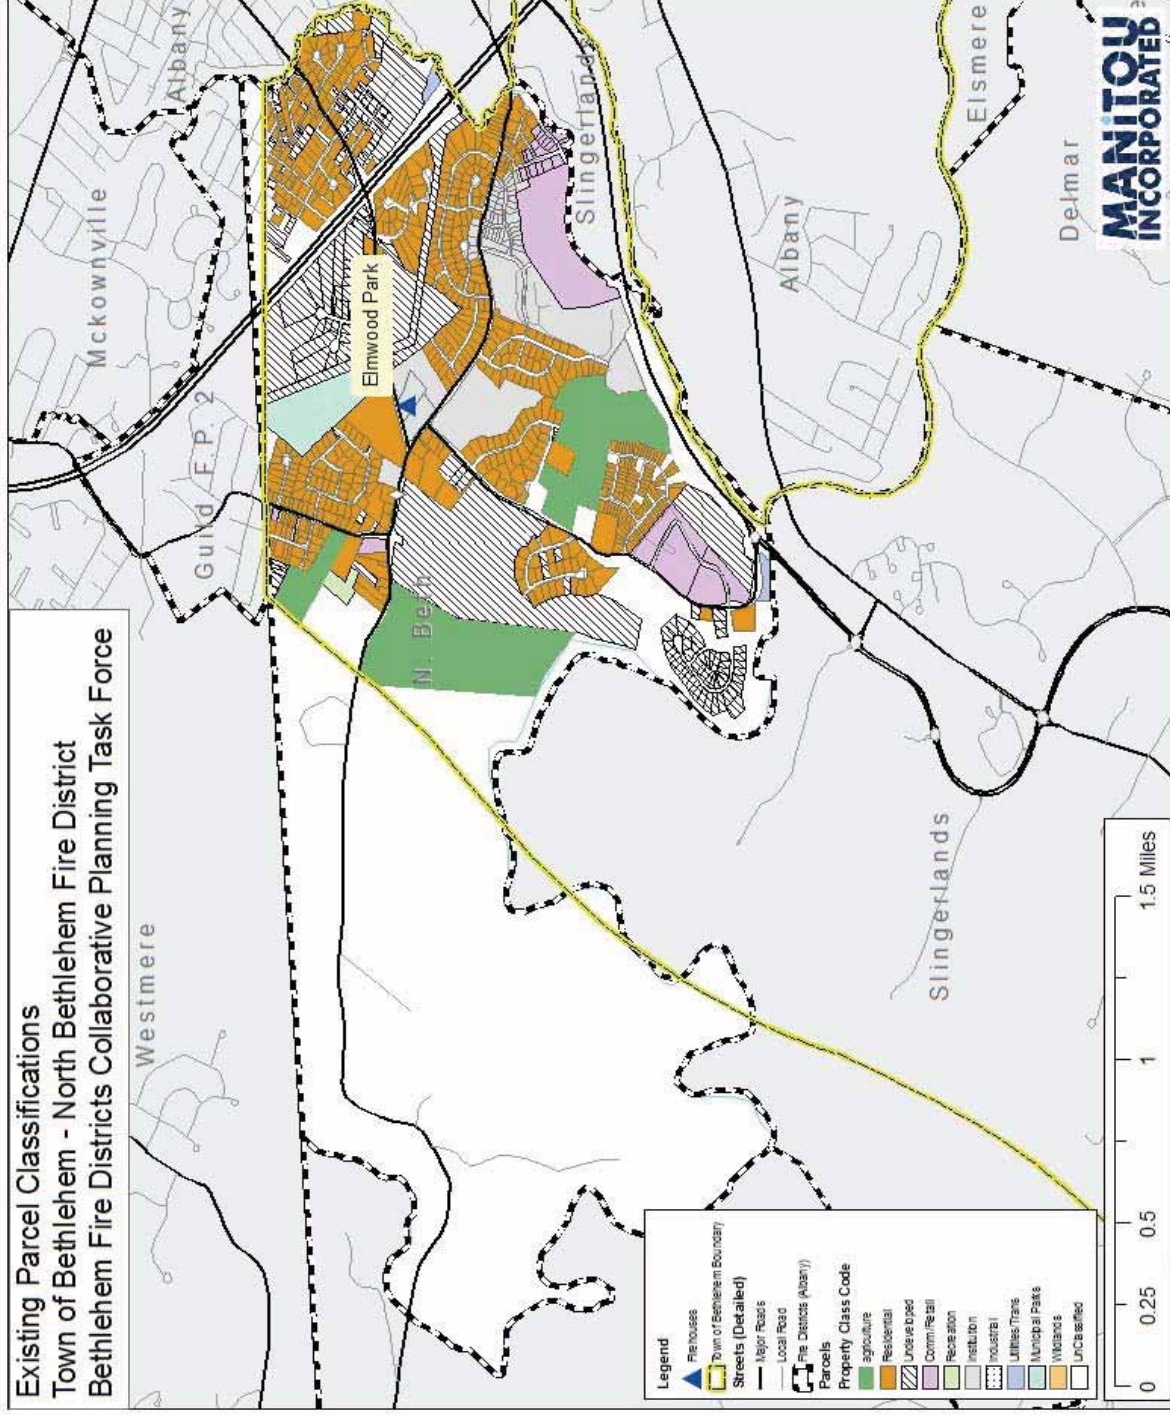 Existing Parcel Classifications
Town of Bethlehem - North Bethlehem Fire District
Bethlehem Fire Districts Collaborative Planning Task Force
Westmere
Guild F. P. 2
Mckownville
Albany
Elmwood Park
N. Beth
Slingerlands
Albany
Elsmere
Delmar
Slingerlands
MANITOU
INCORPORATED
Legend
Firehouses
Town of Bethlehem Boundary
Streets (Detailed)
Major Roads
Local Road
Fire Districts (Albany)
Parcels
Property Class Code
agriculture
Residential
Undeveloped
Comm/Retail
Recreation
Institution
Industrial
Utilities/Trans
Municipal Parks
Wildlands
UnClassified
0 0.25 0.5 1 1.5 Miles